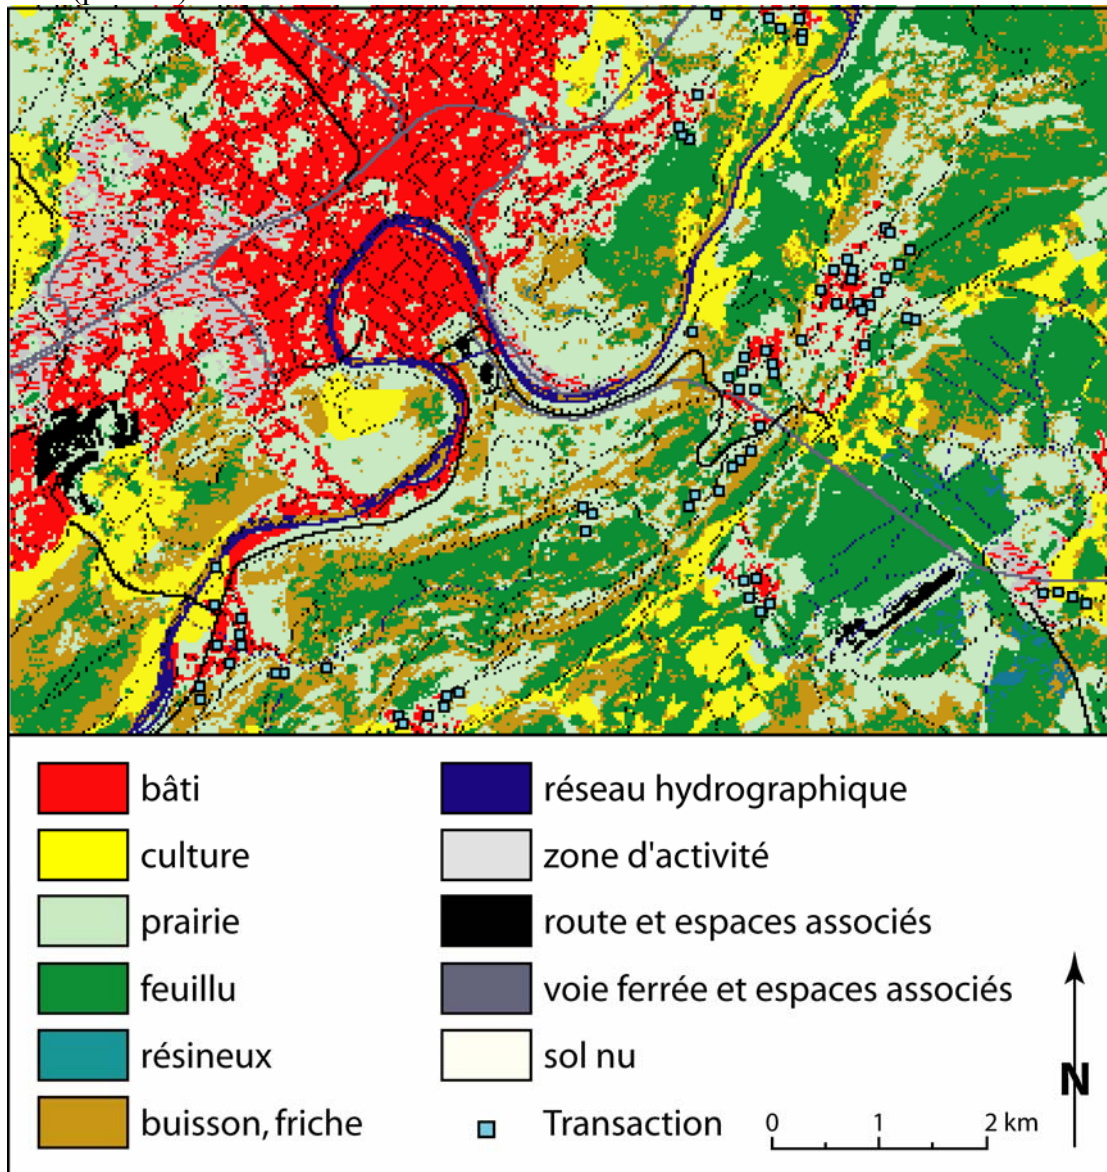 bâti
culture
prairie
feuillu
résineux
buisson, friche
réseau hydrographique
zone d'activité
route et espaces associés
voie ferrée et espaces associés
sol nu
Transaction
0 1 2 km
N